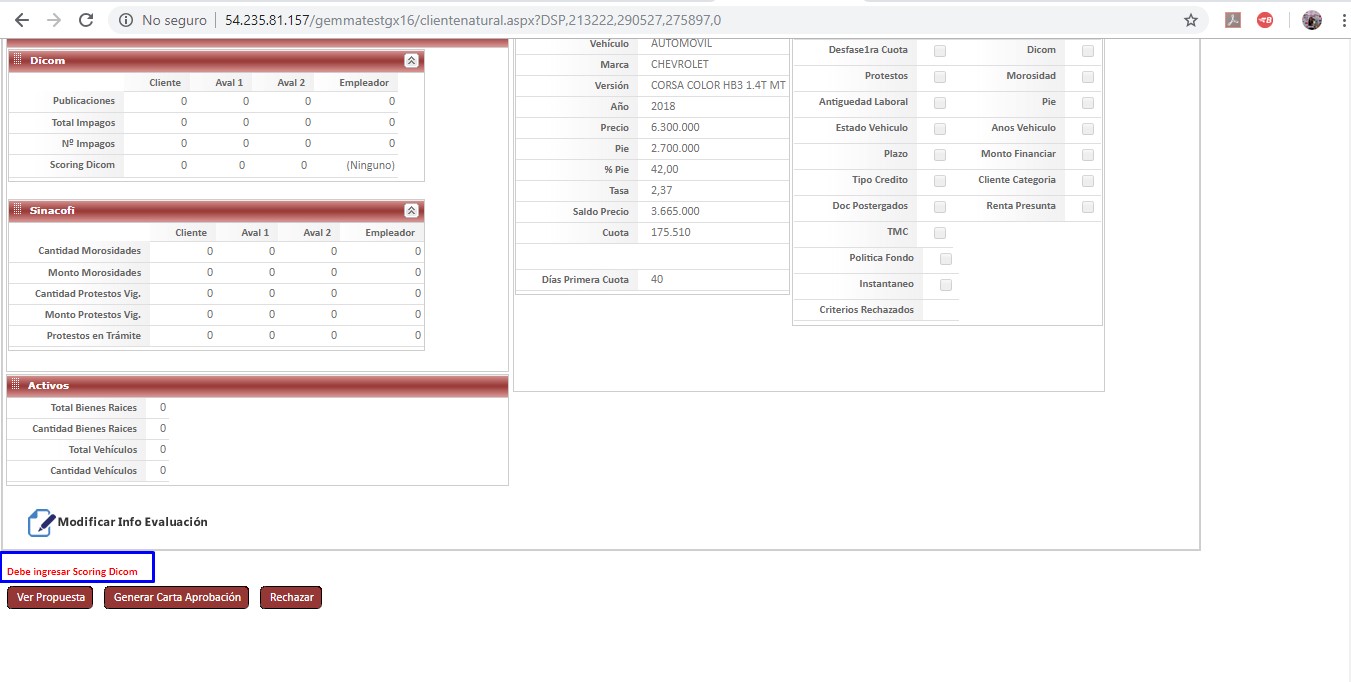 No seguro
54.235.81.157/gemmatestgx16/clientenatural.aspx?DSP,213222,290527,275897,0
Dicom
Cliente Aval 1 Aval 2 Empleador
Publicaciones 0 0 0 0
Total Impagos 0 0 0 0
Nº Impagos 0 0 0 0
Scoring Dicom 0 0 0 (Ninguno)
Sinacofi
Cliente Aval 1 Aval 2 Empleador
Cantidad Morosidades 0 0 0 0
Monto Morosidades 0 0 0 0
Cantidad Protestos Vig. 0 0 0 0
Monto Protestos Vig. 0 0 0 0
Protestos en Trámite 0 0 0 0
Activos
Total Bienes Raices 0
Cantidad Bienes Raices 0
Total Vehículos 0
Cantidad Vehículos 0
Vehículo AUTOMOVIL
Marca CHEVROLET
Versión CORSA COLOR HB3 1.4T MT
Año 2018
Precio 6.300.000
Pie 2.700.000
% Pie 42,00
Tasa 2,37
Saldo Precio 3.665.000
Cuota 175.510
Días Primera Cuota 40
Desfase1ra Cuota Dicom
Protestos Morosidad
Antiguedad Laboral Pie
Estado Vehiculo Anos Vehiculo
Plazo Monto Financiar
Tipo Credito Cliente Categoria
Doc Postergados Renta Presunta
TMC
Politica Fondo
Instantaneo
Criterios Rechazados
Modificar Info Evaluación
Debe ingresar Scoring Dicom
Ver Propuesta Generar Carta Aprobación Rechazar